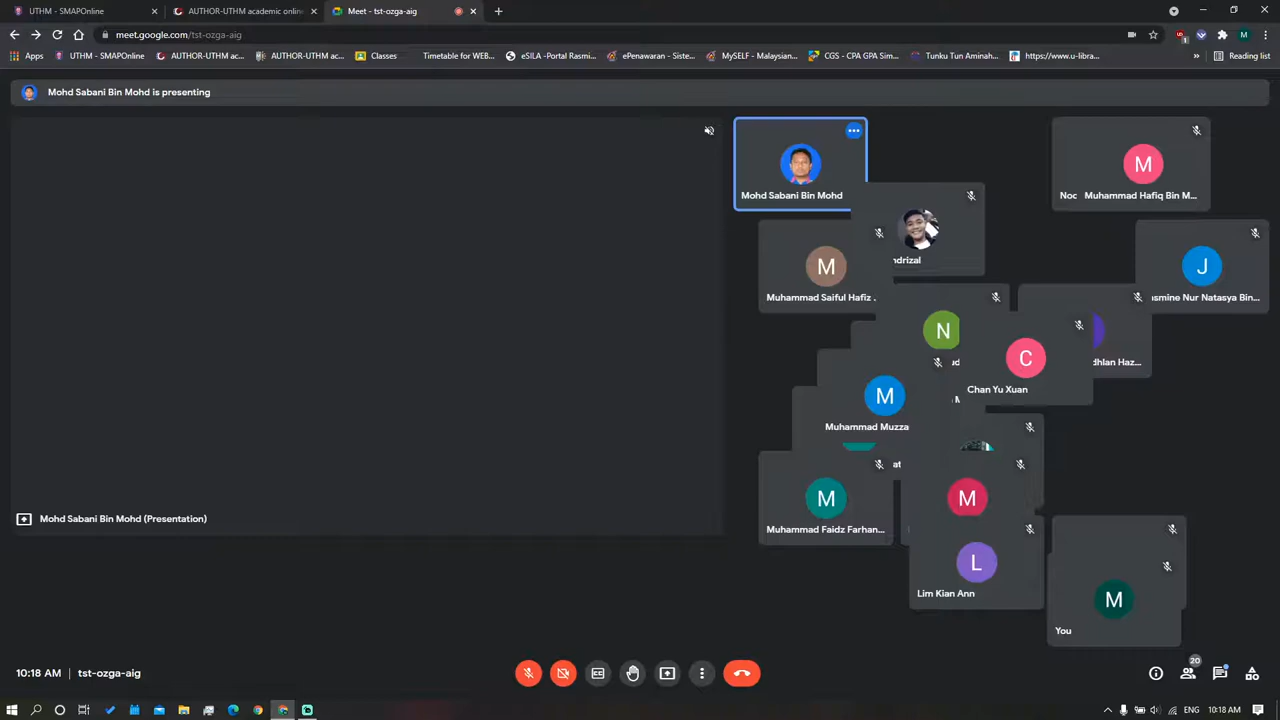 UTHM - SMAPOnline
AUTHOR-UTHM academic onlin
Meet - tst-ozga-aig
meet.google.com/tst-ozga-aig
M
Apps
UTHM - SMAPOnline
AUTHOR-UTHM ac...
AUTHOR-UTHM ac...
Classes
Timetable for WEB...
eSILA -Portal Rasmi...
ePenawaran - Siste...
MySELF - Malaysian...
CGS - CPA GPA Sim...
Tunku Tun Aminah...
https://www.u-libra...
Reading list
Mohd Sabani Bin Mohd is presenting
Mohd Sabani Bin Mohd
M
Noc
Muhammad Hafiq Bin M...
ndrizal
M
Muhammad Saiful Hafiz .
J
smine Nur Natasya Bin...
N
ud
dhlan Haz...
C
Chan Yu Xuan
M
M
Muhammad Muzza
at
M
Muhammad Faidz Farhan...
M
Mohd Sabani Bin Mohd (Presentation)
L
Lim Kian Ann
M
You
10:18 AM | tst-ozga-aig
20
ENG
10:18 AM